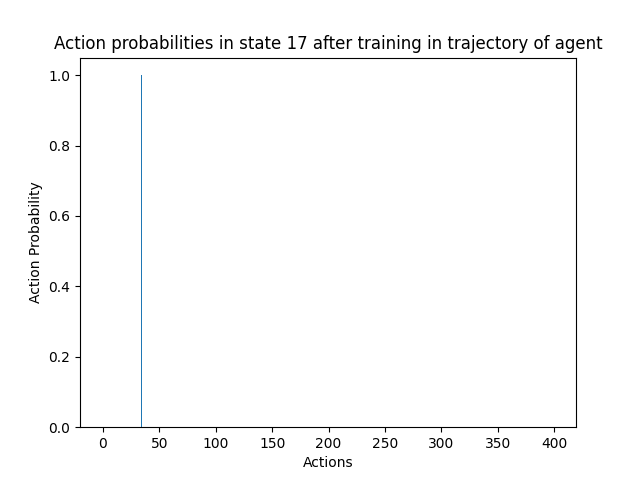 Action probabilities in state 17 after training in trajectory of agent
1.0
0.8
0.6
0.4
0.2
0.0
Action Probability
0 50 100 150 200 250 300 350 400
Actions